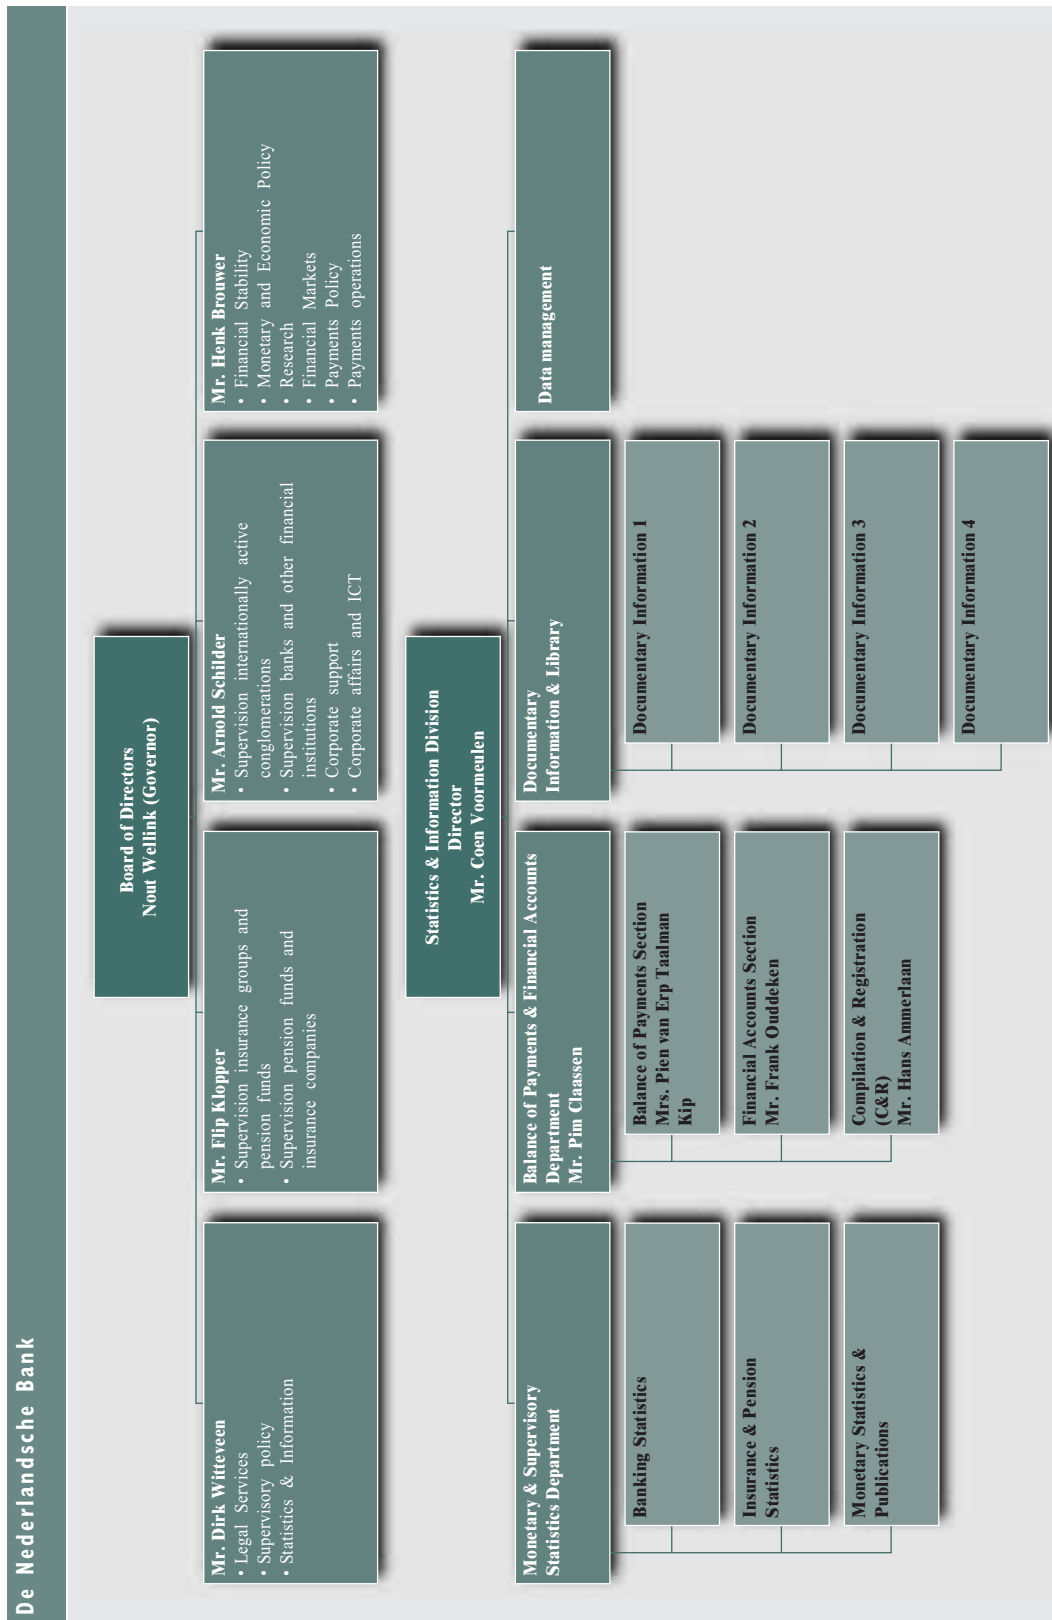 De Nederlandsche Bank
Board of Directors
Nout Wellink (Governor)
Mr. Dirk Witteveen
• Legal Services
• Supervisory policy
• Statistics & Information
Mr. Flip Klopper
• Supervision insurance groups and
pension funds
• Supervision pension funds and
insurance companies
Mr. Arnold Schilder
• Supervision internationally active
conglomerations
• Supervision banks and other financial
institutions
• Corporate support
• Corporate affairs and ICT
Mr. Henk Brouwer
• Financial Stability
• Monetary and Economic Policy
• Research
• Financial Markets
• Payments Policy
• Payments operations
Statistics & Information Division
Director
Mr. Coen Voormeulen
Monetary & Supervisory
Statistics Department
Banking Statistics
Insurance & Pension
Statistics
Monetary Statistics &
Publications
Balance of Payments & Financial Accounts
Department
Mr. Pim Claassen
Balance of Payments Section
Mrs. Pien van Erp Taalman
Kip
Financial Accounts Section
Mr. Frank Ouddeken
Compilation & Registration
(C&R)
Mr. Hans Ammerlaan
Documentary
Information & Library
Documentary Information 1
Documentary Information 2
Documentary Information 3
Documentary Information 4
Data management